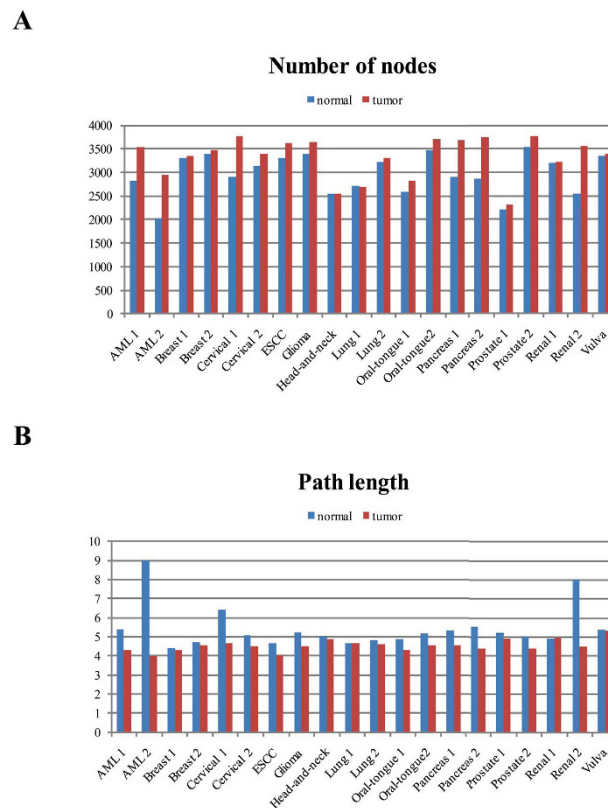 A
Number of nodes
normal tumor
4000
3500
3000
2500
2000
1500
1000
500
0
AML 1 AML 2 Breast 1 Breast 2 Cervical 1 Cervical 2 ESCC Glioma Head-and-neck Lung 1 Lung 2 Oral-tongue 1 Oral-tongue2 Pancreas 1 Pancreas 2 Prostate 1 Prostate 2 Renal 1 Renal 2 Vulva
B
Path length
normal tumor
10
9
8
7
6
5
4
3
2
1
0
AML 1 AML 2 Breast 1 Breast 2 Cervical 1 Cervical 2 ESCC Glioma Head-and-neck Lung 1 Lung 2 Oral-tongue 1 Oral-tongue2 Pancreas 1 Pancreas 2 Prostate 1 Prostate 2 Renal 1 Renal 2 Vulva